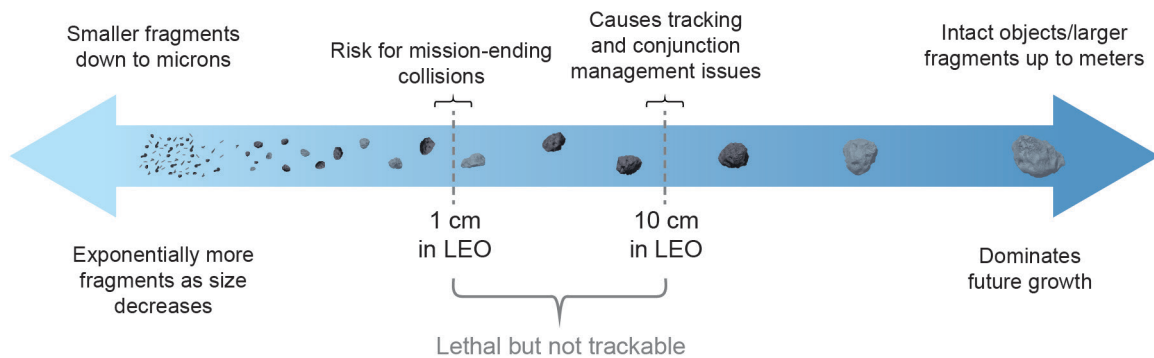 Smaller fragments
down to microns
Risk for mission-ending
collisions
Causes tracking
and conjunction
management issues
Intact objects/larger
fragments up to meters
Exponentially more
fragments as size
decreases
1 cm
in LEO
10 cm
in LEO
Dominates
future growth
Lethal but not trackable